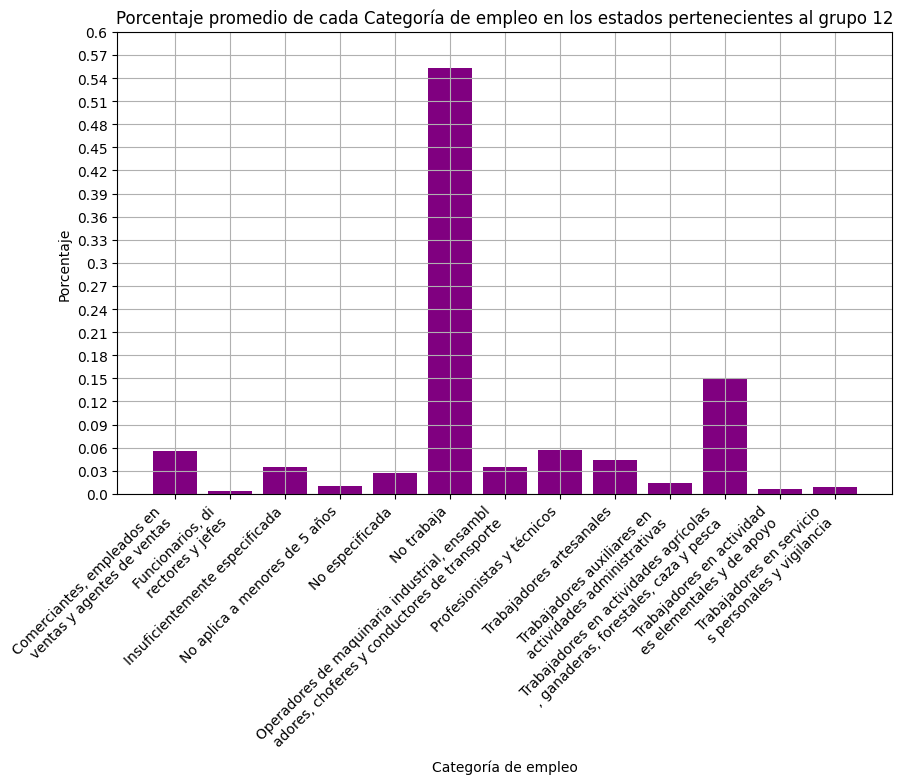 Porcentaje promedio de cada Categoría de empleo en los estados pertenecientes al grupo 12
0.6
0.57
0.54
0.51
0.48
0.45
0.42
0.39
0.36
0.33
0.3
0.27
0.24
0.21
0.18
0.15
0.12
0.09
0.06
0.03
0.0
Porcentaje
Comerciantes, empleados en
ventas y agentes de ventas
Funcionarios, di
rectores y jefes
Insuficientemente especificada
No aplica a menores de 5 años
No especificada
No trabaja
Operadores de maquinaria industrial, ensambl
adores, choferes y conductores de transporte
Profesionistas y técnicos
Trabajadores artesanales
Trabajadores auxiliares en
actividades administrativas
Trabajadores en actividades agrícolas
, ganaderas, forestales, caza y pesca
Trabajadores en actividad
es elementales y de apoyo
Trabajadores en servicio
s personales y vigilancia
Categoría de empleo